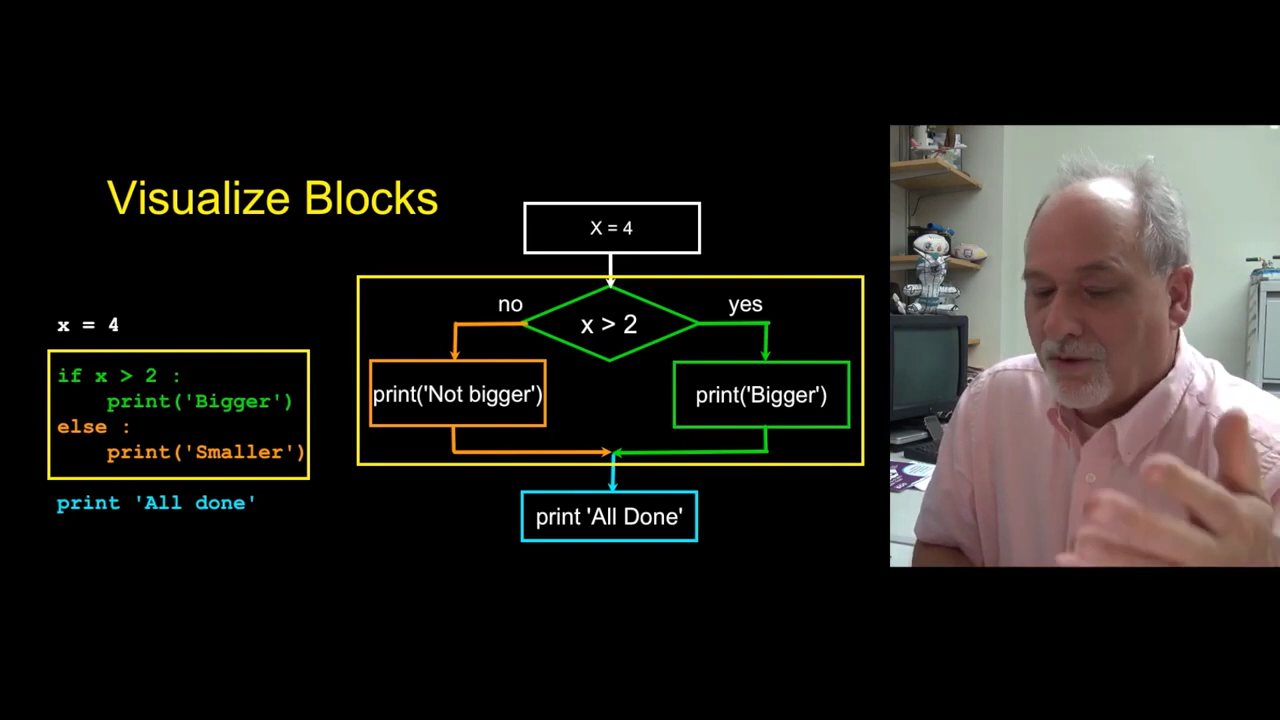 Visualize Blocks
x = 4
if x > 2 :
    print('Bigger')
else :
    print('Smaller')
print 'All done'
X = 4
no
x > 2
yes
print('Not bigger')
print('Bigger')
print 'All Done'